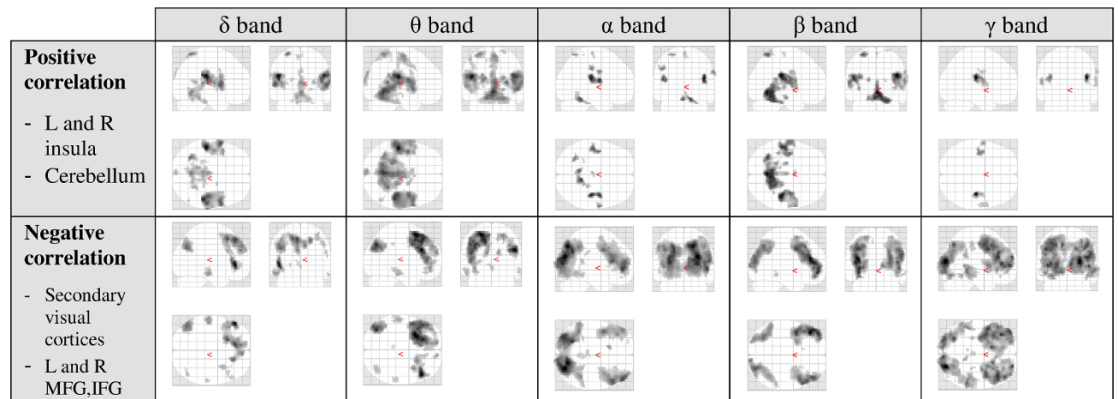 δ band θ band α band β band γ band
Positive
correlation
- L and R
insula
- Cerebellum
Negative
correlation
- Secondary
visual
cortices
- L and R
MFG,IFG